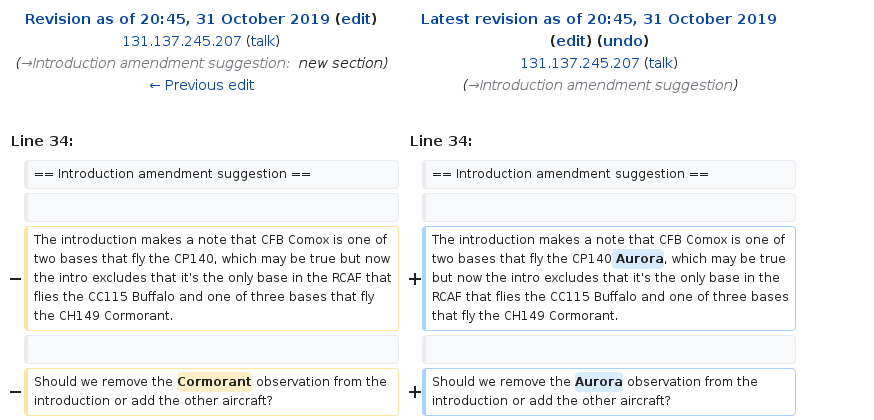 Revision as of 20:45, 31 October 2019 (edit)
131.137.245.207 (talk)
(→Introduction amendment suggestion: new section)
← Previous edit
Latest revision as of 20:45, 31 October 2019
(edit) (undo)
131.137.245.207 (talk)
(→Introduction amendment suggestion)
Line 34:
Line 34:
== Introduction amendment suggestion ==
== Introduction amendment suggestion ==
−
The introduction makes a note that CFB Comox is one of
two bases that fly the CP140, which may be true but now
the intro excludes that it's the only base in the RCAF that
flies the CC115 Buffalo and one of three bases that fly
the CH149 Cormorant.
+
The introduction makes a note that CFB Comox is one of
two bases that fly the CP140 Aurora, which may be true
but now the intro excludes that it's the only base in the
RCAF that flies the CC115 Buffalo and one of three bases
that fly the CH149 Cormorant.
−
Should we remove the Cormorant observation from the
introduction or add the other aircraft?
+
Should we remove the Aurora observation from the
introduction or add the other aircraft?